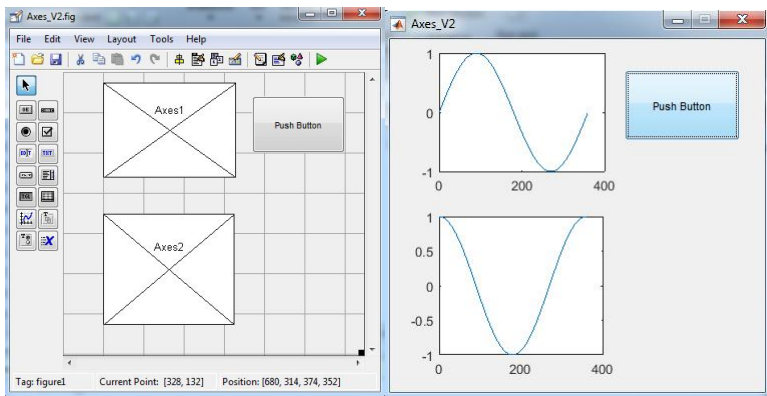 Axes_V2.fig
File Edit View Layout Tools Help
Axes1
Push Button
Axes2
Tag: figure1 Current Point: [328, 132] Position: [680, 314, 374, 352]
Axes_V2
1
0
-1
0 200 400
Push Button
1
0.5
0
-0.5
-1
0 200 400